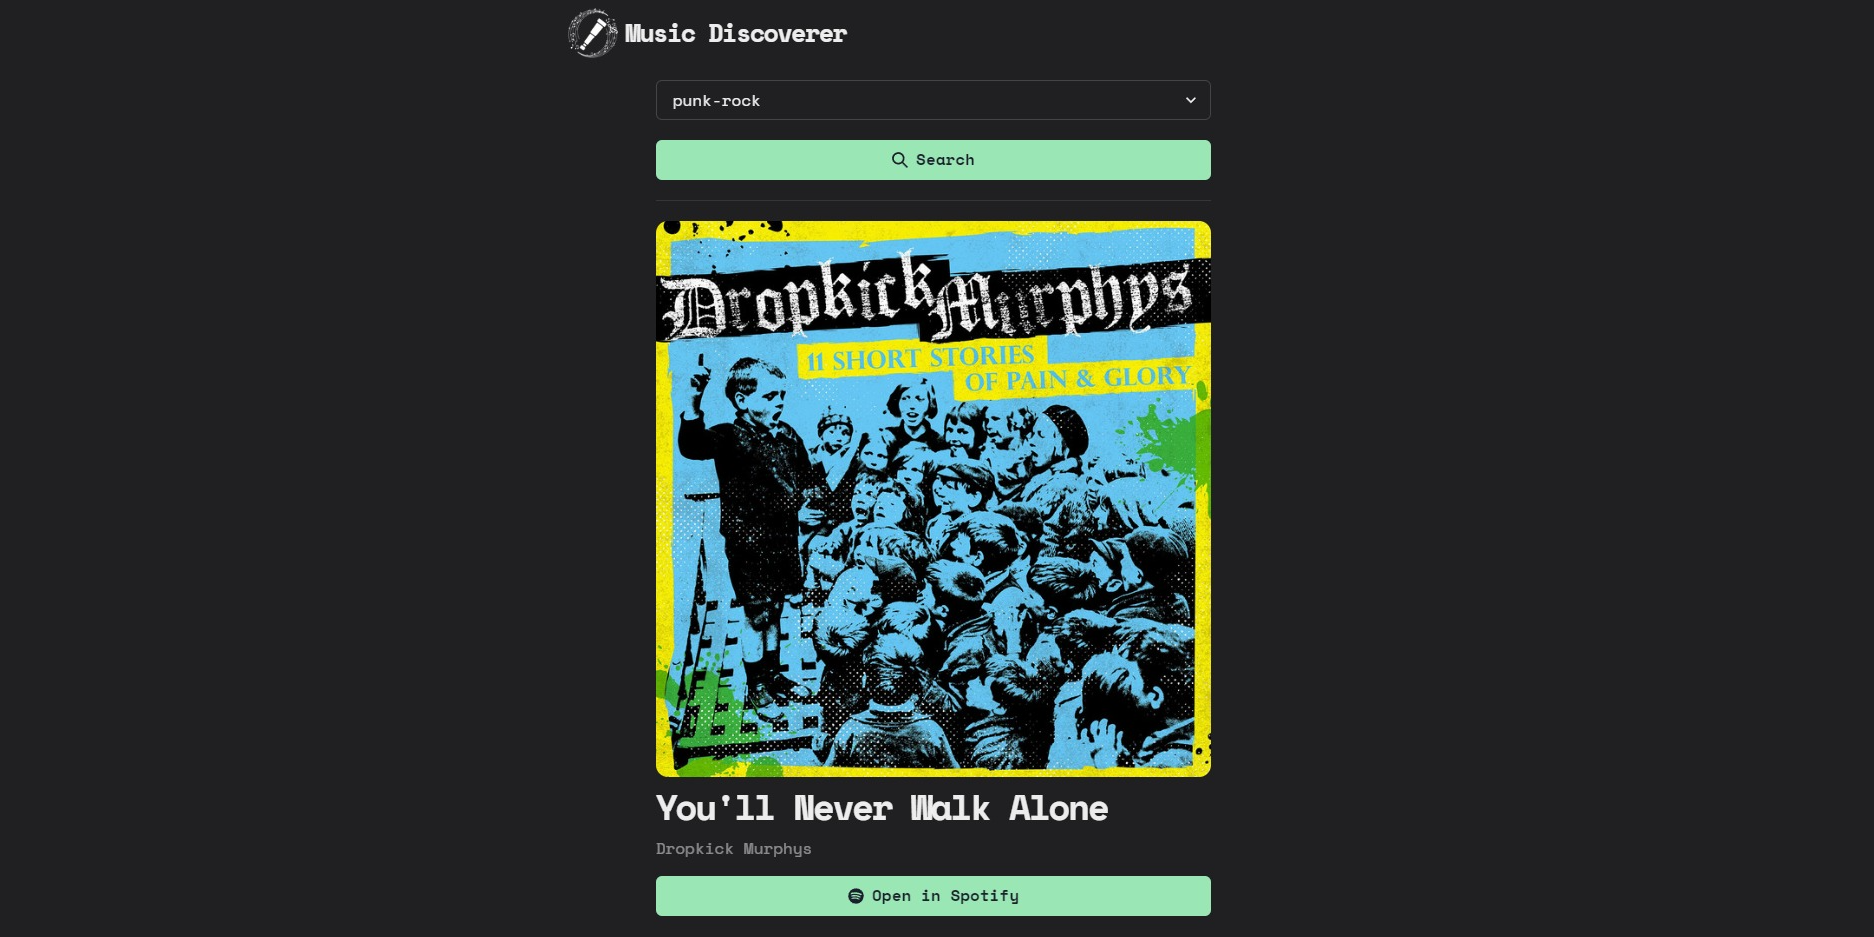 Music Discoverer
punk-rock
Search
Dropkick Murphys
11 SHORT STORIES
OF PAIN & GLORY
You'll Never Walk Alone
Dropkick Murphys
Open in Spotify